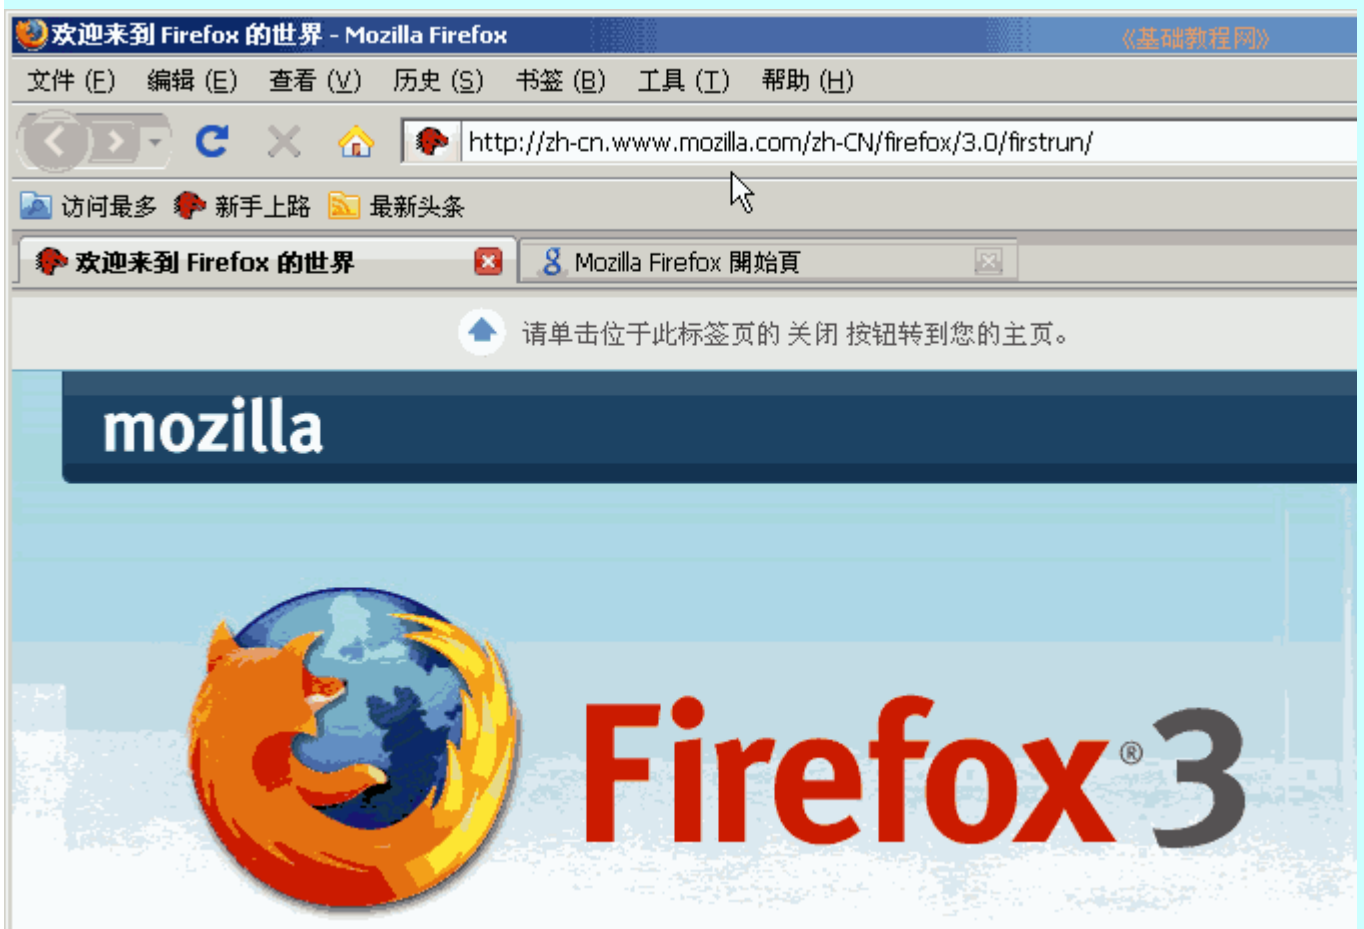 欢迎来到 Firefox 的世界 - Mozilla Firefox 《基础教程网》
文件 (F) 编辑 (E) 查看 (V) 历史 (S) 书签 (B) 工具 (T) 帮助 (H)
http://zh-cn.www.mozilla.com/zh-CN/firefox/3.0/firstrun/
访问最多 新手上路 最新头条
欢迎来到 Firefox 的世界 Mozilla Firefox 開始頁
请单击位于此标签页的 关闭 按钮转到您的主页。
mozilla
Firefox® 3